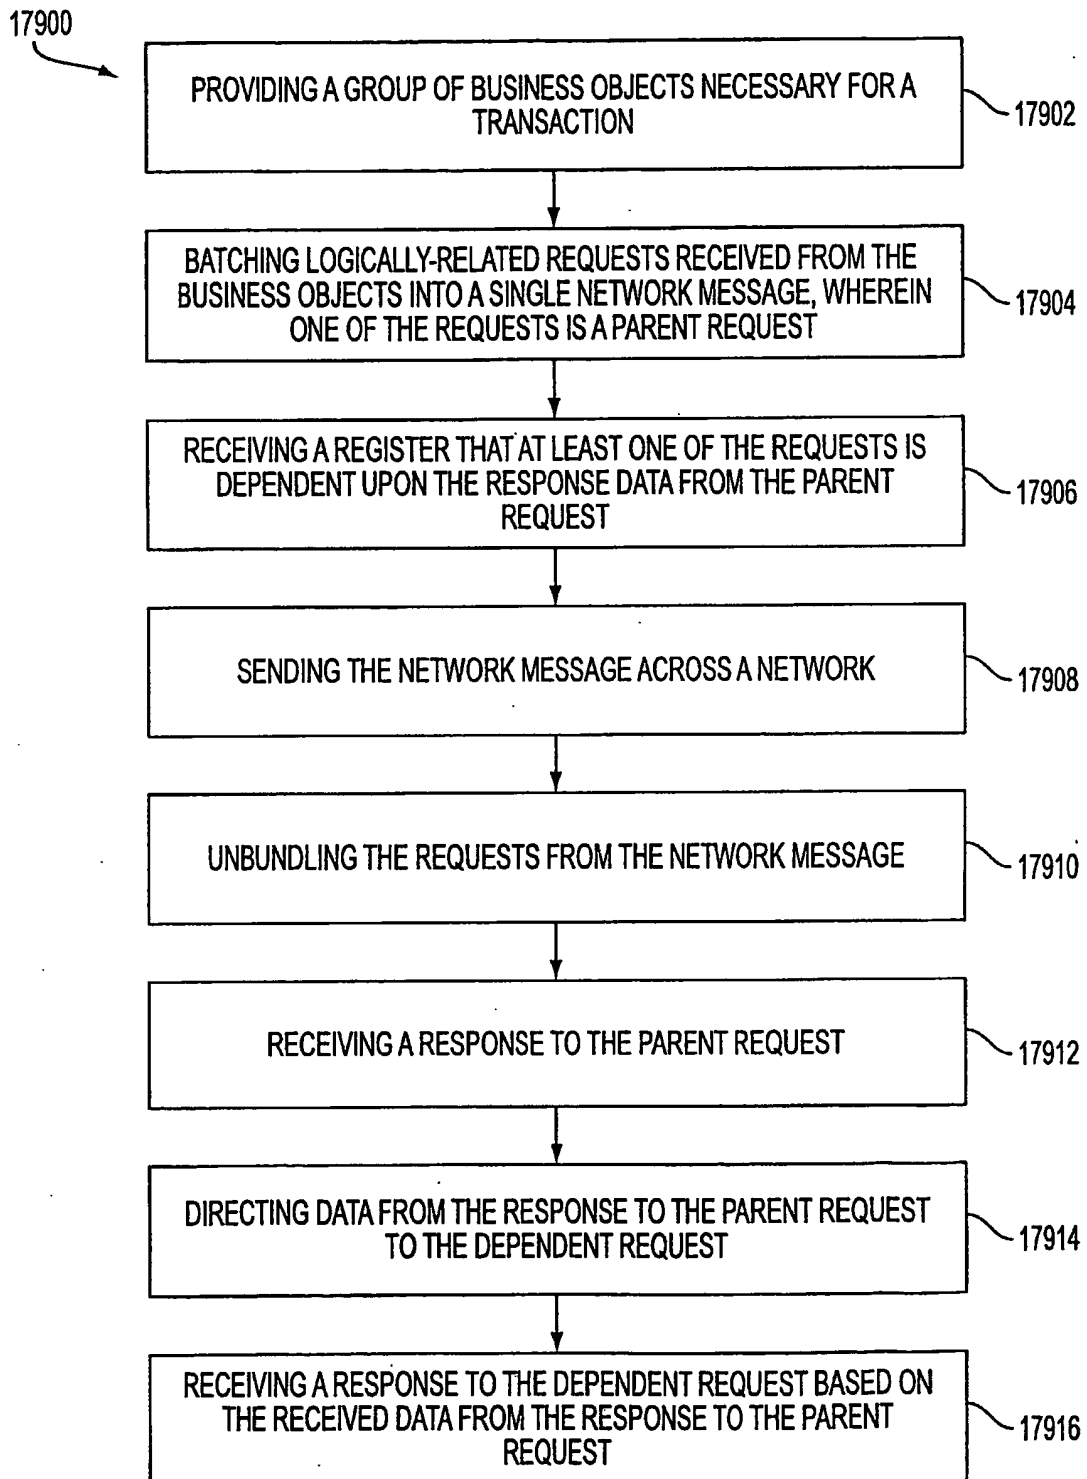 17900
PROVIDING A GROUP OF BUSINESS OBJECTS NECESSARY FOR A
TRANSACTION
17902
BATCHING LOGICALLY-RELATED REQUESTS RECEIVED FROM THE
BUSINESS OBJECTS INTO A SINGLE NETWORK MESSAGE, WHEREIN
ONE OF THE REQUESTS IS A PARENT REQUEST
17904
RECEIVING A REGISTER THAT AT LEAST ONE OF THE REQUESTS IS
DEPENDENT UPON THE RESPONSE DATA FROM THE PARENT
REQUEST
17906
SENDING THE NETWORK MESSAGE ACROSS A NETWORK
17908
UNBUNDLING THE REQUESTS FROM THE NETWORK MESSAGE
17910
RECEIVING A RESPONSE TO THE PARENT REQUEST
17912
DIRECTING DATA FROM THE RESPONSE TO THE PARENT REQUEST
TO THE DEPENDENT REQUEST
17914
RECEIVING A RESPONSE TO THE DEPENDENT REQUEST BASED ON
THE RECEIVED DATA FROM THE RESPONSE TO THE PARENT
REQUEST
17916